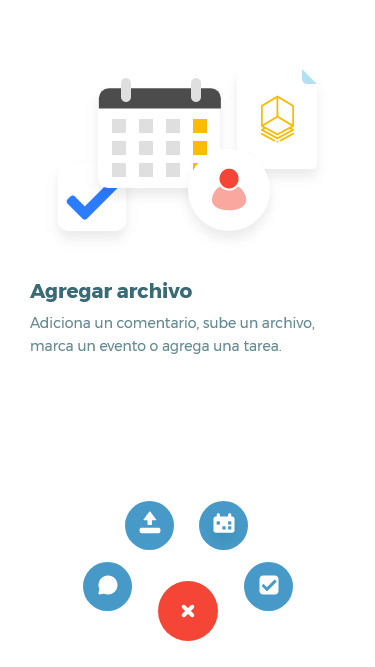 Agregar archivo
Adiciona un comentario, sube un archivo,
marca un evento o agrega una tarea.